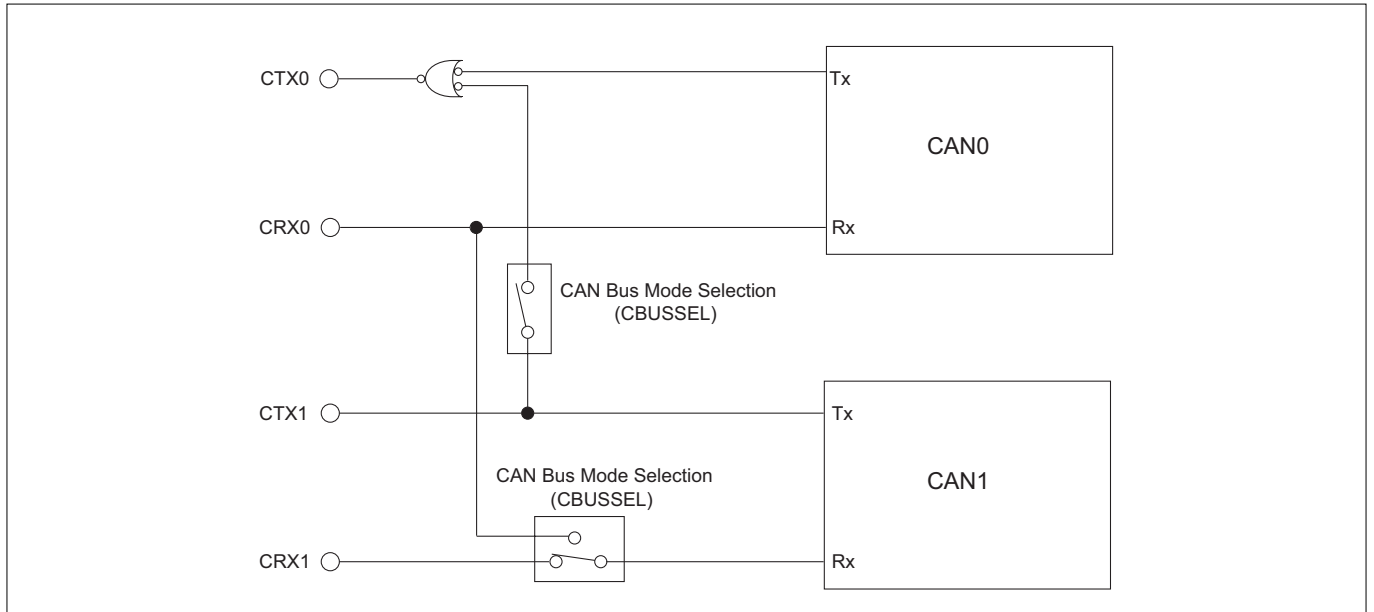 CTX0
Tx
CAN0
CRX0
Rx
CAN Bus Mode Selection
(CBUSSEL)
CTX1
Tx
CAN Bus Mode Selection
(CBUSSEL)
CAN1
CRX1
Rx